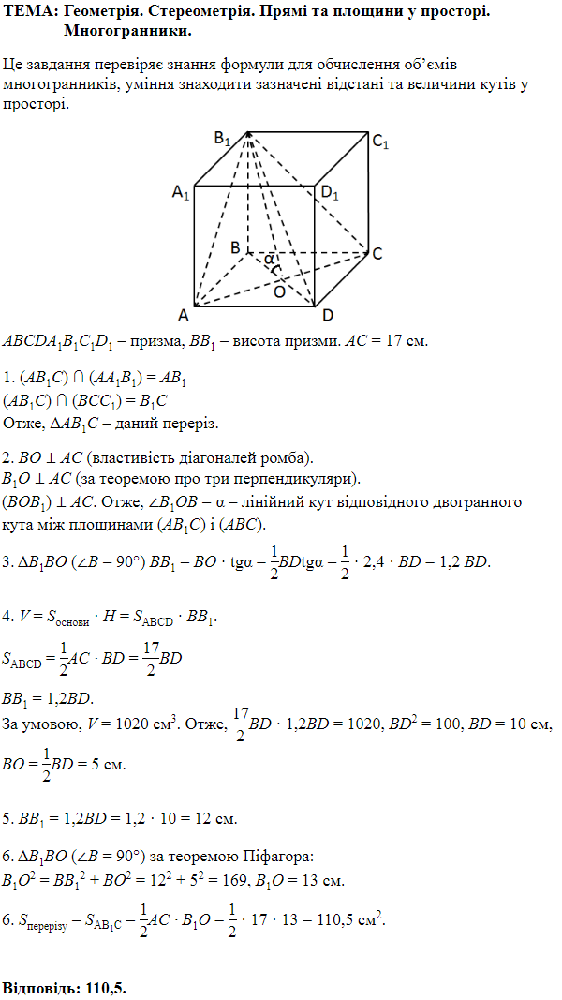 ТЕМА: Геометрія. Стереометрія. Прямі та площини у просторі.
Многогранники.
Це завдання перевіряє знання формули для обчислення об’ємів
многогранників, уміння знаходити зазначені відстані та величини кутів у
просторі.
B₁
C₁
A₁
D₁
B
α
C
O
A
D
ABCDA₁B₁C₁D₁ – призма, BB₁ – висота призми. AC = 17 см.
1. (AB₁C) ∩ (AA₁B₁) = AB₁
(AB₁C) ∩ (BCC₁) = B₁C
Отже, ΔAB₁C – даний переріз.
2. BO ⊥ AC (властивість діагоналей ромба).
B₁O ⊥ AC (за теоремою про три перпендикуляри).
(BOB₁) ⊥ AC. Отже, ∠B₁OB = α – лінійний кут відповідного двогранного
кута між площинами (AB₁C) і (ABC).
3. ΔB₁BO (∠B = 90°) BB₁ = BO · tgα = 1/2 BDtgα = 1/2 · 2,4 · BD = 1,2 BD.
4. V = Sоснови · H = SABCD · BB₁.
SABCD = 1/2 AC · BD = 17/2 BD
BB₁ = 1,2BD.
За умовою, V = 1020 см³. Отже, 17/2 BD · 1,2BD = 1020, BD² = 100, BD = 10 см,
BO = 1/2 BD = 5 см.
5. BB₁ = 1,2BD = 1,2 · 10 = 12 см.
6. ΔB₁BO (∠B = 90°) за теоремою Піфагора:
B₁O² = BB₁² + BO² = 12² + 5² = 169, B₁O = 13 см.
6. Sперерізу = SAB₁C = 1/2 AC · B₁O = 1/2 · 17 · 13 = 110,5 см².
Відповідь: 110,5.